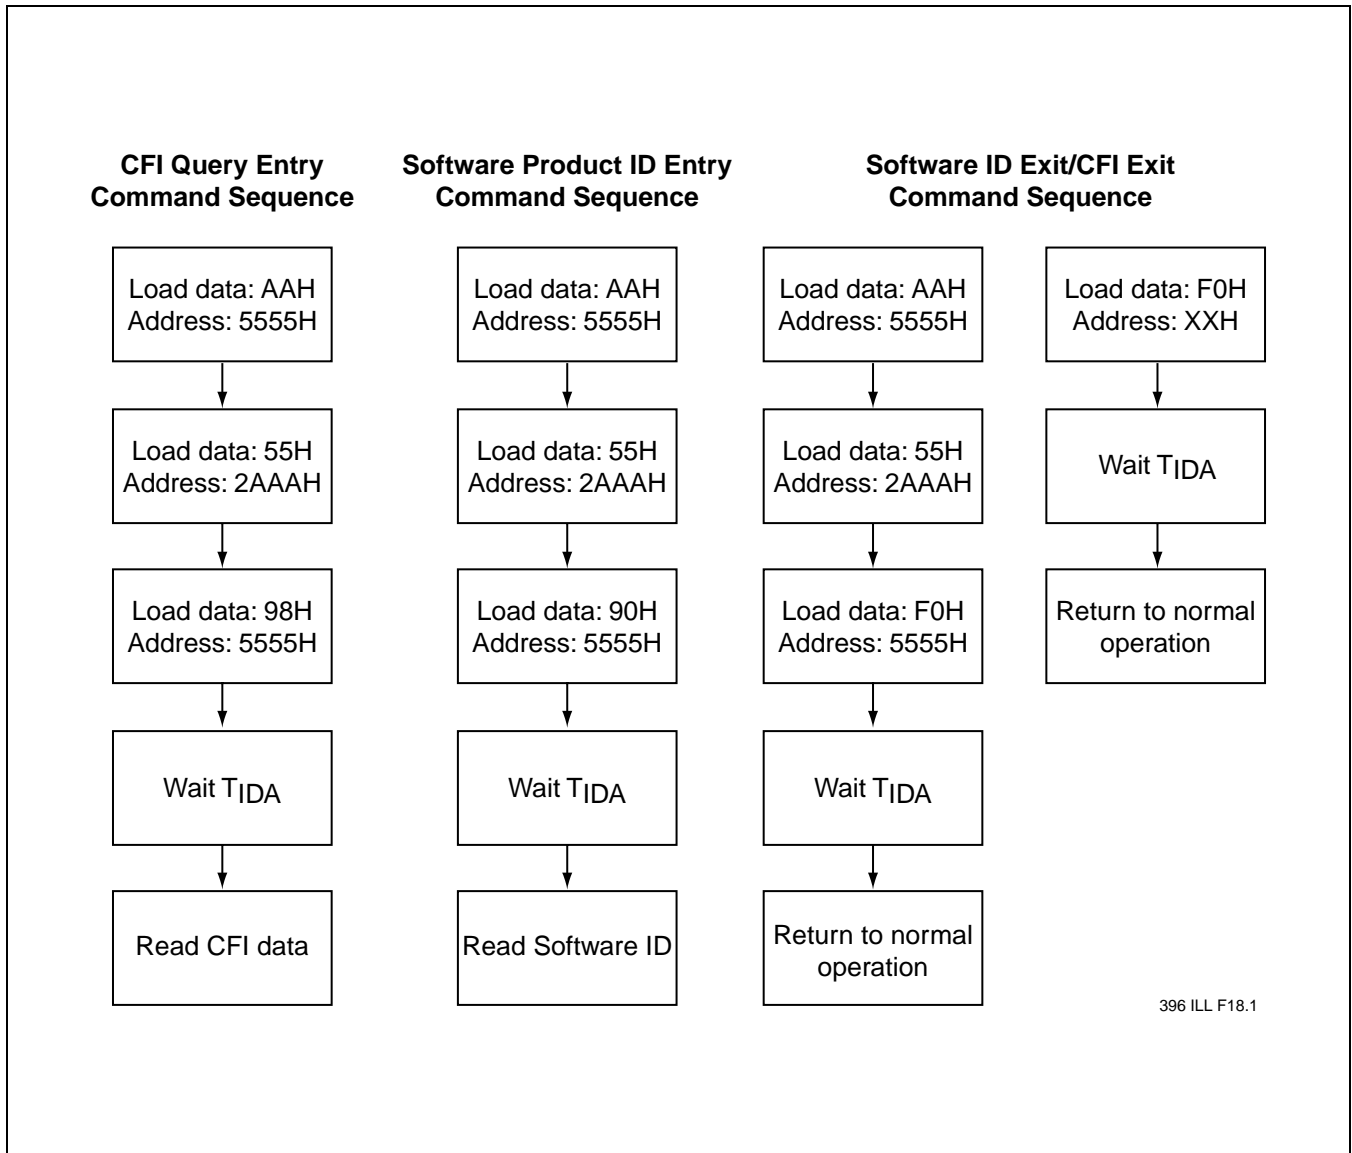 CFI Query Entry
Command Sequence
Load data: AAH
Address: 5555H
Load data: 55H
Address: 2AAAH
Load data: 98H
Address: 5555H
Wait TIDA
Read CFI data
Software Product ID Entry
Command Sequence
Load data: AAH
Address: 5555H
Load data: 55H
Address: 2AAAH
Load data: 90H
Address: 5555H
Wait TIDA
Read Software ID
Software ID Exit/CFI Exit
Command Sequence
Load data: AAH
Address: 5555H
Load data: 55H
Address: 2AAAH
Load data: F0H
Address: 5555H
Wait TIDA
Return to normal
operation
Load data: F0H
Address: XXH
Wait TIDA
Return to normal
operation
396 ILL F18.1